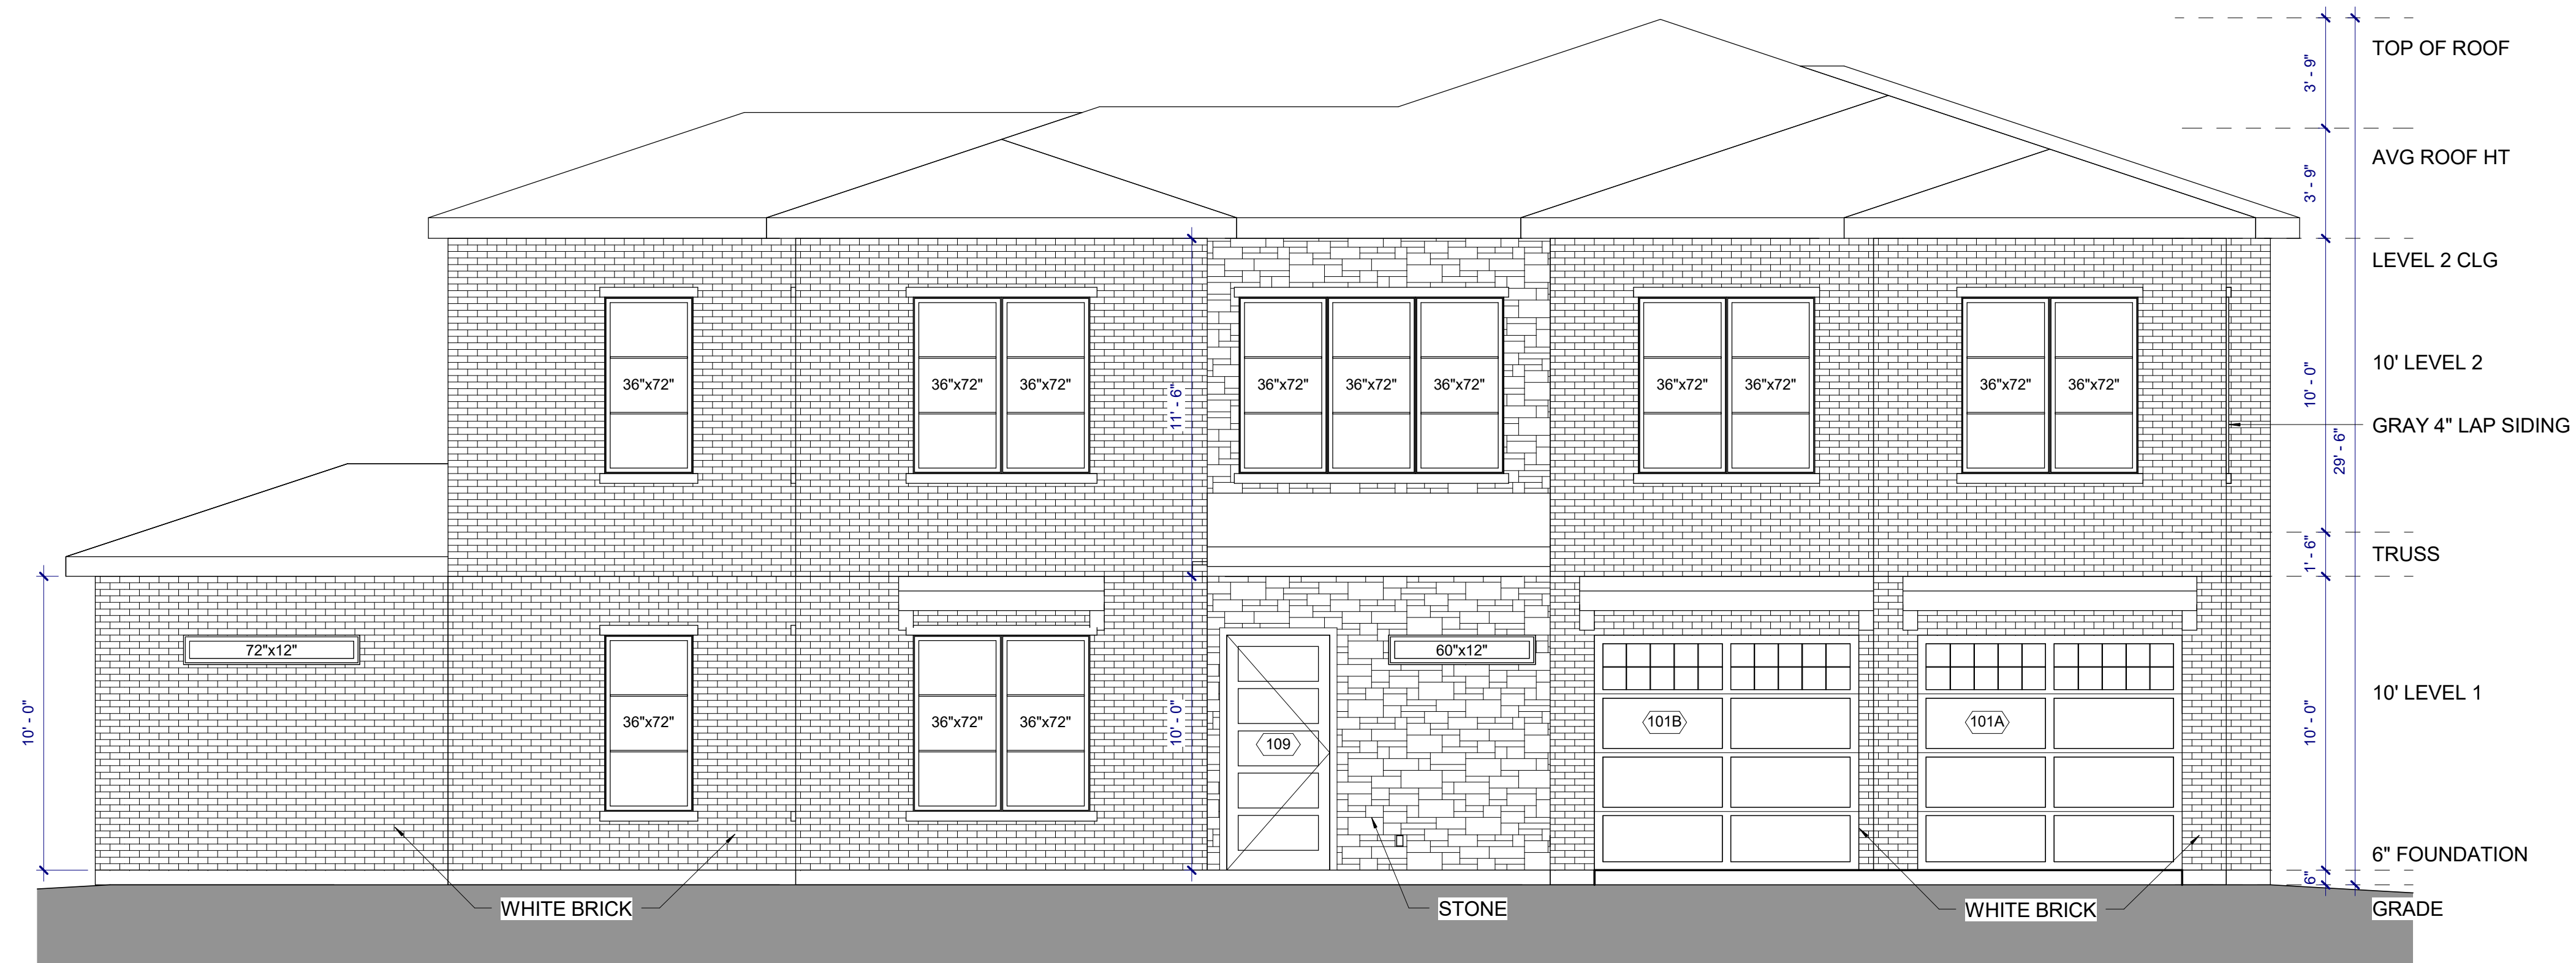 TOP OF ROOF
3' - 9"
AVG ROOF HT
3' - 9"
LEVEL 2 CLG
10' LEVEL 2
36"x72"
36"x72"
36"x72"
36"x72"
36"x72"
36"x72"
36"x72"
36"x72"
36"x72"
36"x72"
11' - 6"
10' - 0"
GRAY 4" LAP SIDING
29' - 6"
TRUSS
1' - 6"
72"x12"
60"x12"
10' LEVEL 1
36"x72"
36"x72"
36"x72"
101B
101A
109
10' - 0"
10' - 0"
10' - 0"
6" FOUNDATION
6"
WHITE BRICK
STONE
WHITE BRICK
GRADE